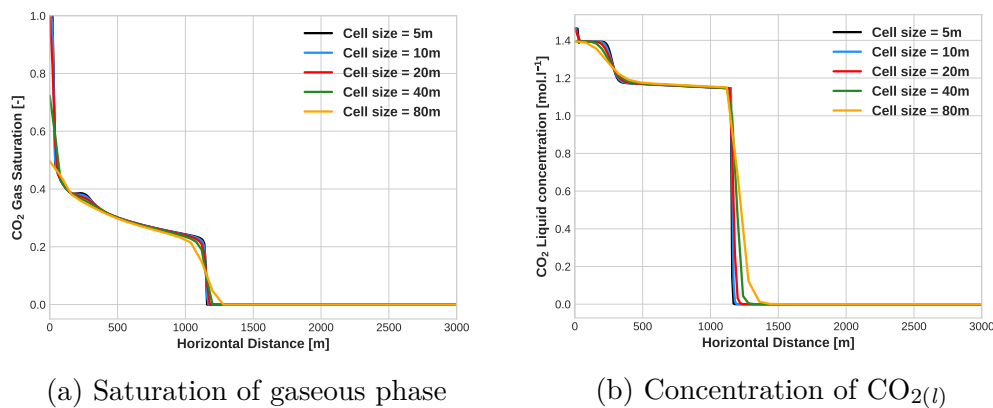 1.0
0.8
0.6
0.4
0.2
0.0
CO2 Gas Saturation [-]
0 500 1000 1500 2000 2500 3000
Horizontal Distance [m]
Cell size = 5m
Cell size = 10m
Cell size = 20m
Cell size = 40m
Cell size = 80m
(a) Saturation of gaseous phase
1.4
1.2
1.0
0.8
0.6
0.4
0.2
0.0
CO2 Liquid concentration [mol.l⁻¹]
0 500 1000 1500 2000 2500 3000
Horizontal Distance [m]
Cell size = 5m
Cell size = 10m
Cell size = 20m
Cell size = 40m
Cell size = 80m
(b) Concentration of CO2(l)